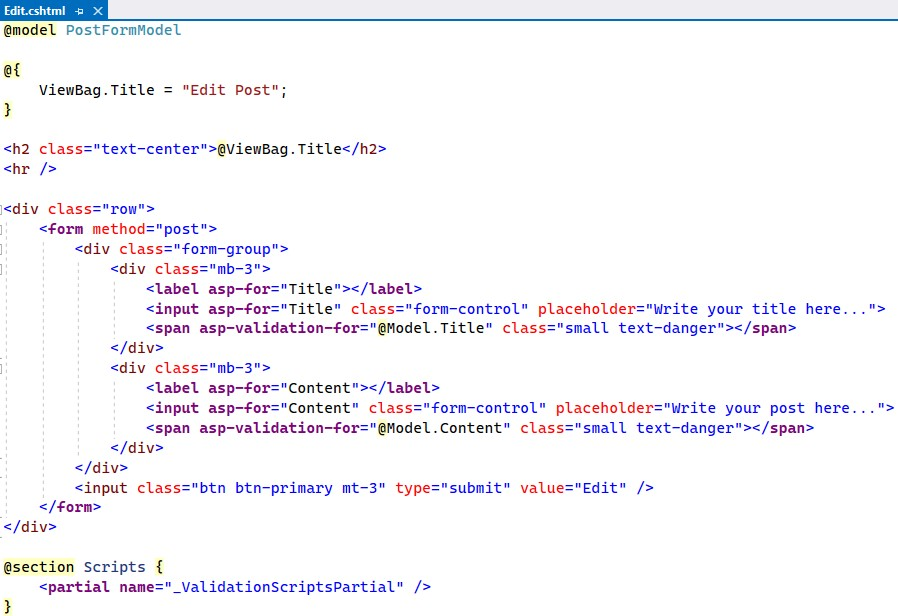 Edit.cshtml
@model PostFormModel
@{
    ViewBag.Title = "Edit Post";
}
<h2 class="text-center">@ViewBag.Title</h2>
<hr />
<div class="row">
    <form method="post">
        <div class="form-group">
            <div class="mb-3">
                <label asp-for="Title"></label>
                <input asp-for="Title" class="form-control" placeholder="Write your title here...">
                <span asp-validation-for="@Model.Title" class="small text-danger"></span>
            </div>
            <div class="mb-3">
                <label asp-for="Content"></label>
                <input asp-for="Content" class="form-control" placeholder="Write your post here...">
                <span asp-validation-for="@Model.Content" class="small text-danger"></span>
            </div>
        </div>
        <input class="btn btn-primary mt-3" type="submit" value="Edit" />
    </form>
</div>
@section Scripts {
    <partial name="_ValidationScriptsPartial" />
}